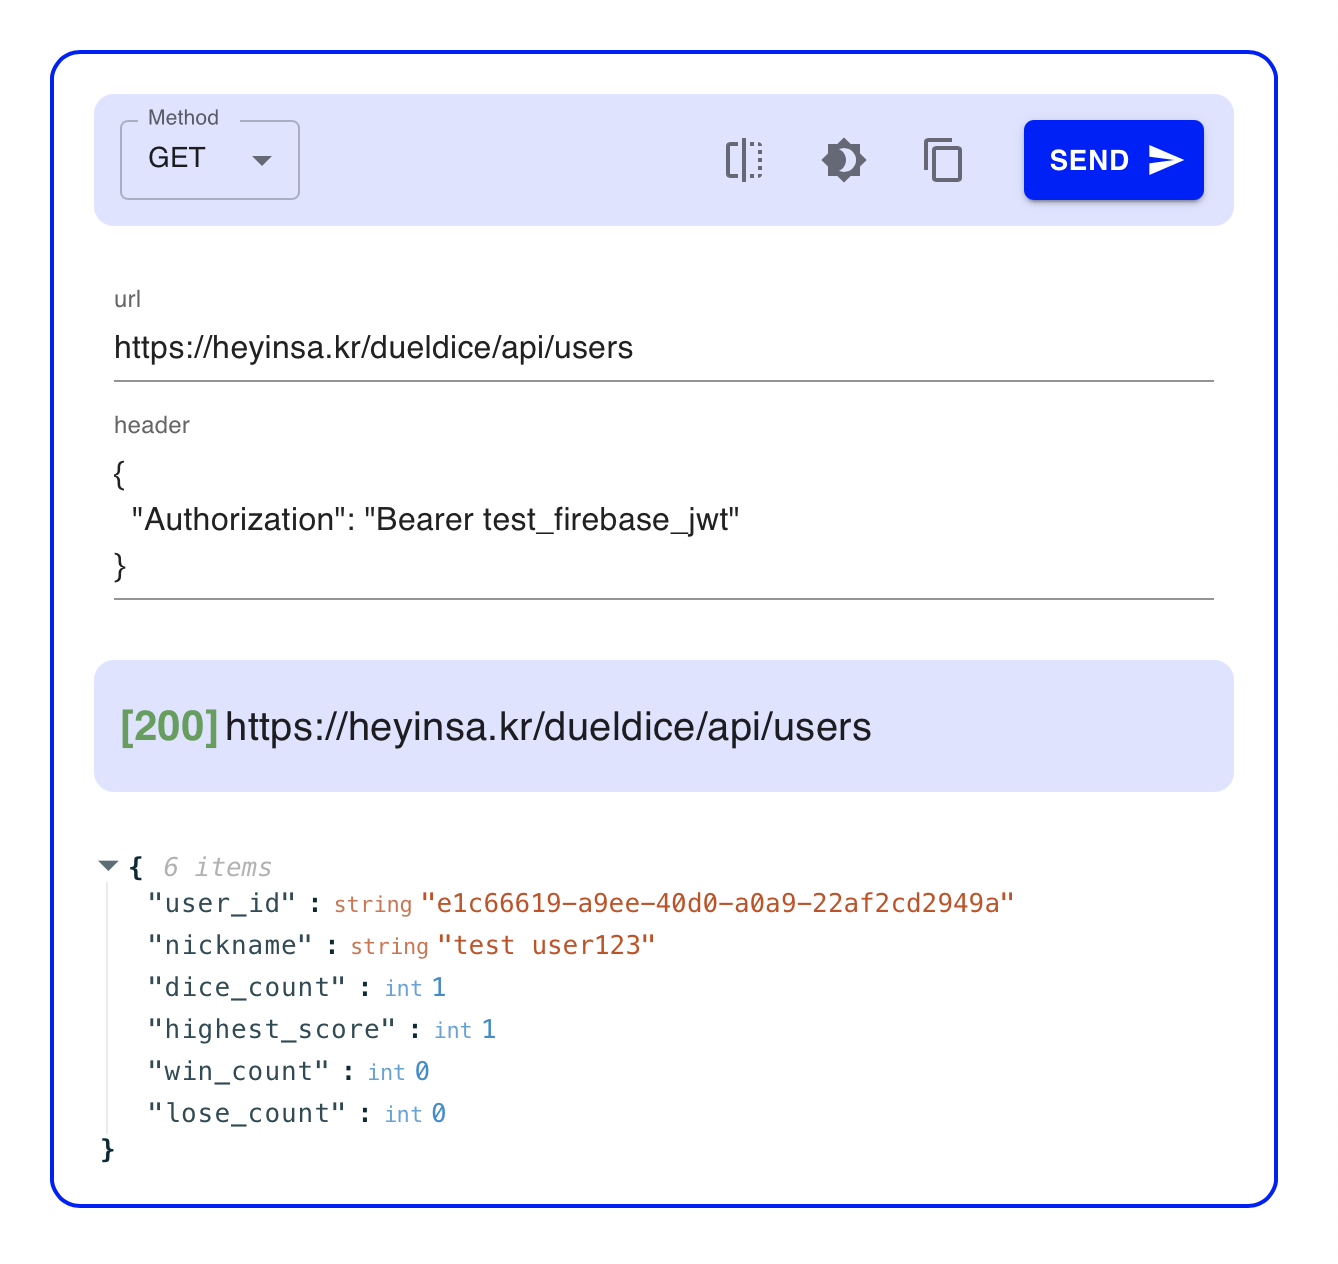 Method
GET
SEND
url
https://heyinsa.kr/dueldice/api/users
header
{
"Authorization": "Bearer test_firebase_jwt"
}
[200] https://heyinsa.kr/dueldice/api/users
{ 6 items
"user_id" : string "e1c66619-a9ee-40d0-a0a9-22af2cd2949a"
"nickname" : string "test user123"
"dice_count" : int 1
"highest_score" : int 1
"win_count" : int 0
"lose_count" : int 0
}